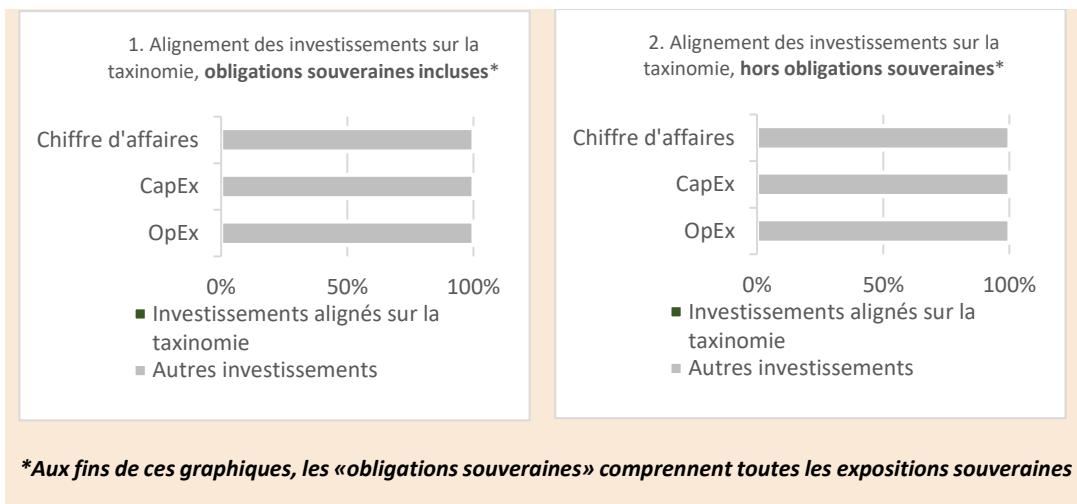 1. Alignement des investissements sur la
taxinomie, obligations souveraines incluses*
Chiffre d'affaires
CapEx
OpEx
0%
50%
100%
■ Investissements alignés sur la
taxinomie
■ Autres investissements
2. Alignement des investissements sur la
taxinomie, hors obligations souveraines*
Chiffre d'affaires
CapEx
OpEx
0%
50%
100%
■ Investissements alignés sur la
taxinomie
■ Autres investissements
*Aux fins de ces graphiques, les «obligations souveraines» comprennent toutes les expositions souveraines